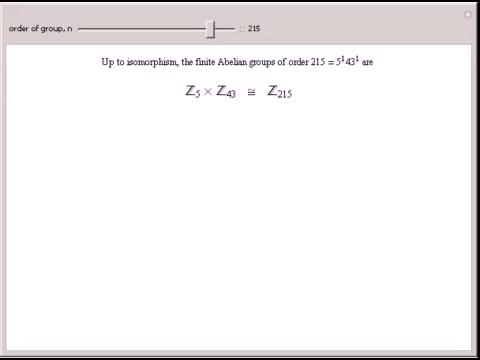 order of group, n 215
Up to isomorphism, the finite Abelian groups of order 215 = 5¹43¹ are
ℤ₅ × ℤ₄₃ ≅ ℤ₂₁₅